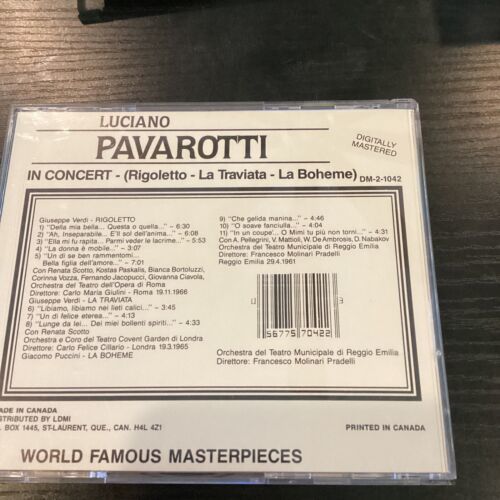 LUCIANO
PAVAROTTI
DIGITALLY
MASTERED
IN CONCERT - (Rigoletto - La Traviata - La Boheme) DM-2-1042
Giuseppe Verdi - RIGOLETTO
1) "Della mia bella... Questa o quella..." – 6:30
2) "Ah, Inseparabile... E'il sol dell'anima..." – 6:08
3) "Ella mi fu rapita... Parmi veder le lacrime..." – 5:53
4) "La donna è mobile..." – 3:07
5) "Un di se ben rammentomi...
Bella figlia dell'amore..." – 7:01
Con Renata Scotto, Kostas Paskalis, Bianca Bortoluzzi,
Corinna Vozza, Fernando Jacopucci, Giovanna Ciavola,
Orchestra del Teatro dell'Opera di Roma
Direttore: Carlo Maria Giulini - Roma 19.11.1966
Giuseppe Verdi - LA TRAVIATA
6) "Libiamo, libiamo nei lieti calici..." – 3:45
7) "Un di felice eterea..." – 4:13
8) "Lunge da lei... Dei miei bollenti spiriti..." – 4:33
Con Renata Scotto
Orchestra e Coro del Teatro Covent Garden di Londra
Direttore: Carlo Felice Cillario - Londra 19.3.1965
Giacomo Puccini - LA BOHEME
9) "Che gelida manina..." – 4:46
10) "O soave fanciulla..." – 4:04
11) "In un coupe'... O Mimi tu più non torni..." – 4:31
Con A. Pellegrini, V. Mattioli, W. De Ambrosis, D. Nabakov
Orchestra del Teatro Municipale di Reggio Emilia
Direttore: Francesco Molinari Pradelli
Reggio Emilia 29.4.1961
56775 70422
Orchestra del Teatro Municipale di Reggio Emilia
Direttore: Francesco Molinari Pradelli
MADE IN CANADA
DISTRIBUTED BY LDMI
BOX 1445, ST-LAURENT, QUE., CAN. H4L 4Z1
PRINTED IN CANADA
WORLD FAMOUS MASTERPIECES